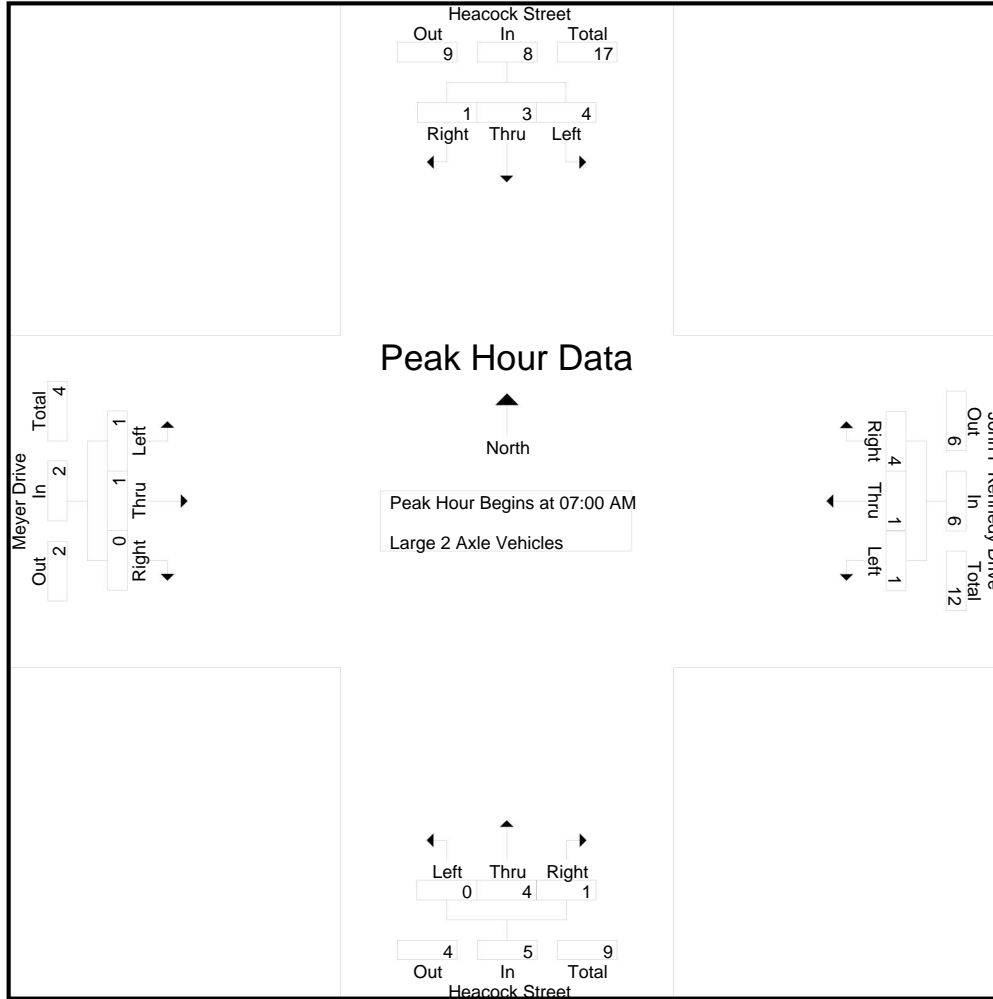 Heacock Street
Out In Total
9 8 17
1 3 4
Right Thru Left
Peak Hour Data
North
Peak Hour Begins at 07:00 AM
Large 2 Axle Vehicles
Meyer Drive
Out In Total
2 2 4
1 1 0
Left Thru Right
Out In Total
6 6 12
Right Thru Left
4 1 1
Drive
Left Thru Right
0 4 1
4 5 9
Out In Total
Heacock Street